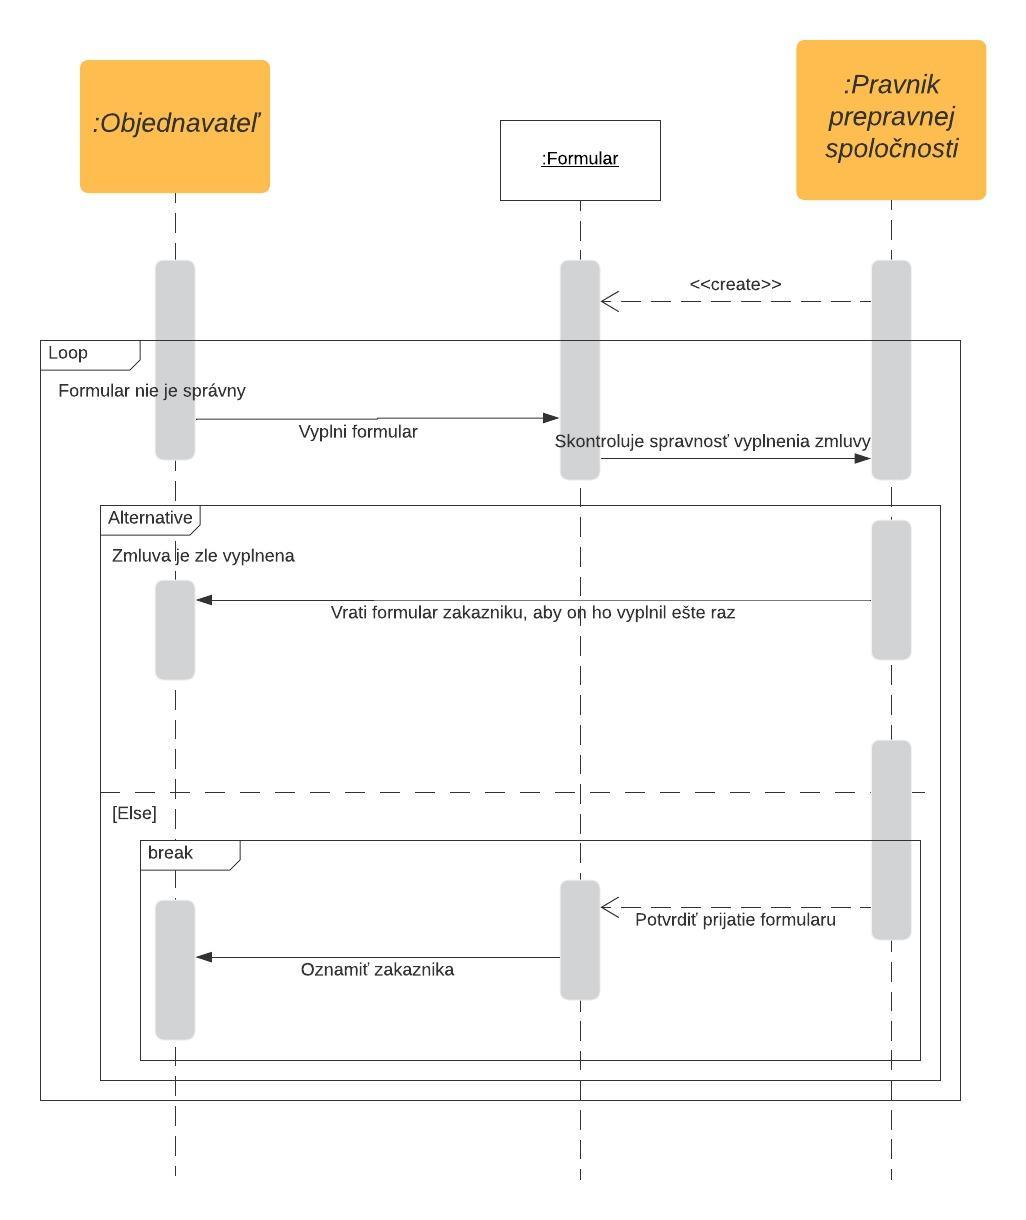 :Objednavateľ
:Formular
:Pravnik
prepravnej
spoločnosti
<<create>>
Loop
Formular nie je správny
Vyplni formular
Skontroluje spravnosť vyplnenia zmluvy
Alternative
Zmluva je zle vyplnena
Vrati formular zakazniku, aby on ho vyplnil ešte raz
[Else]
break
Potvrdiť prijatie formularu
Oznamiť zakaznika